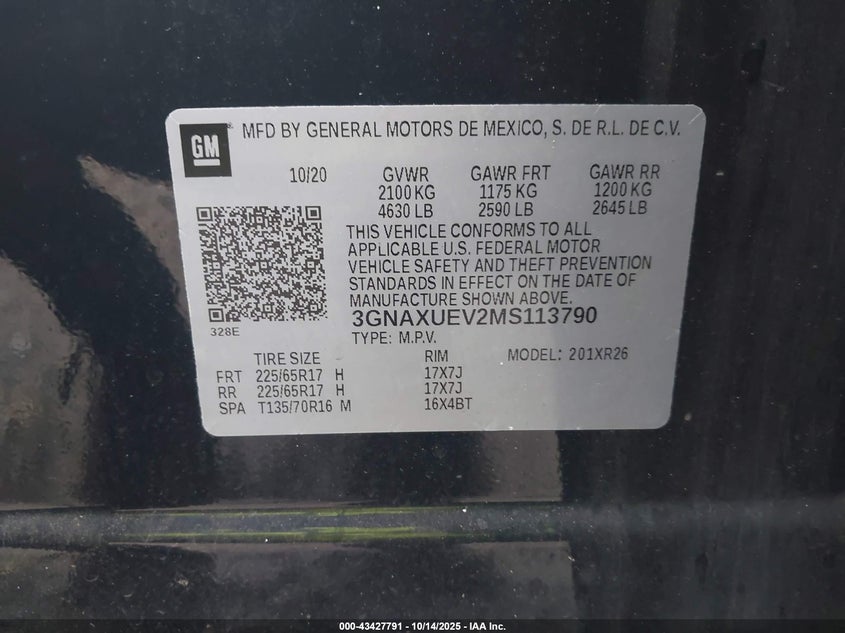 GM
MFD BY GENERAL MOTORS DE MEXICO, S. DE R.L. DE C.V.
10/20 GVWR GAWR FRT GAWR RR
2100 KG 1175 KG 1200 KG
4630 LB 2590 LB 2645 LB
THIS VEHICLE CONFORMS TO ALL
APPLICABLE U.S. FEDERAL MOTOR
VEHICLE SAFETY AND THEFT PREVENTION
STANDARDS IN EFFECT ON THE DATE OF
MANUFACTURE SHOWN ABOVE.
328E
3GNAXUEV2MS113790
TYPE: M.P.V.
TIRE SIZE RIM MODEL: 201XR26
FRT 225/65R17 H 17X7J
RR 225/65R17 H 17X7J
SPA T135/70R16 M 16X4BT
000-43427791 - 10/14/2025 - IAA Inc.